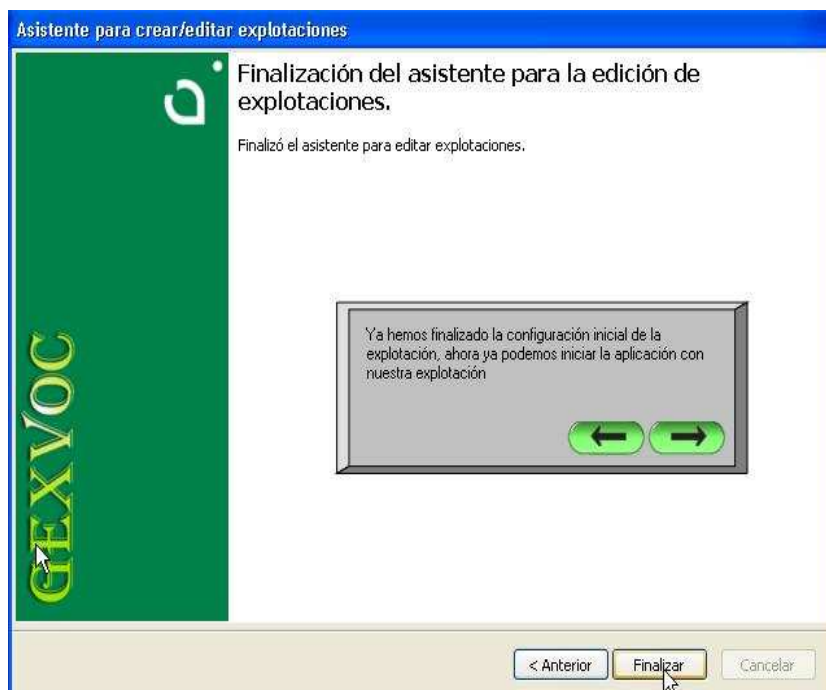 Asistente para crear/editar explotaciones
Finalización del asistente para la edición de
explotaciones.
Finalizó el asistente para editar explotaciones.
Ya hemos finalizado la configuración inicial de la
explotación, ahora ya podemos iniciar la aplicación con
nuestra explotación
GEXVOC
< Anterior
Finalizar
Cancelar